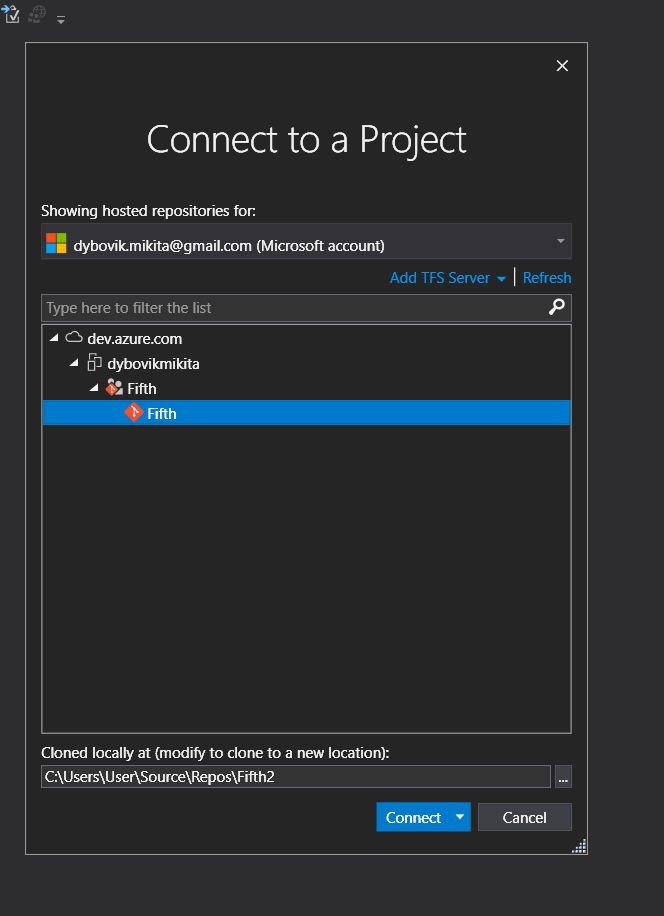 Connect to a Project
Showing hosted repositories for:
dybovik.mikita@gmail.com (Microsoft account)
Add TFS Server | Refresh
Type here to filter the list
dev.azure.com
dybovikmikita
Fifth
Fifth
Cloned locally at (modify to clone to a new location):
C:\Users\User\Source\Repos\Fifth2
...
Connect
Cancel